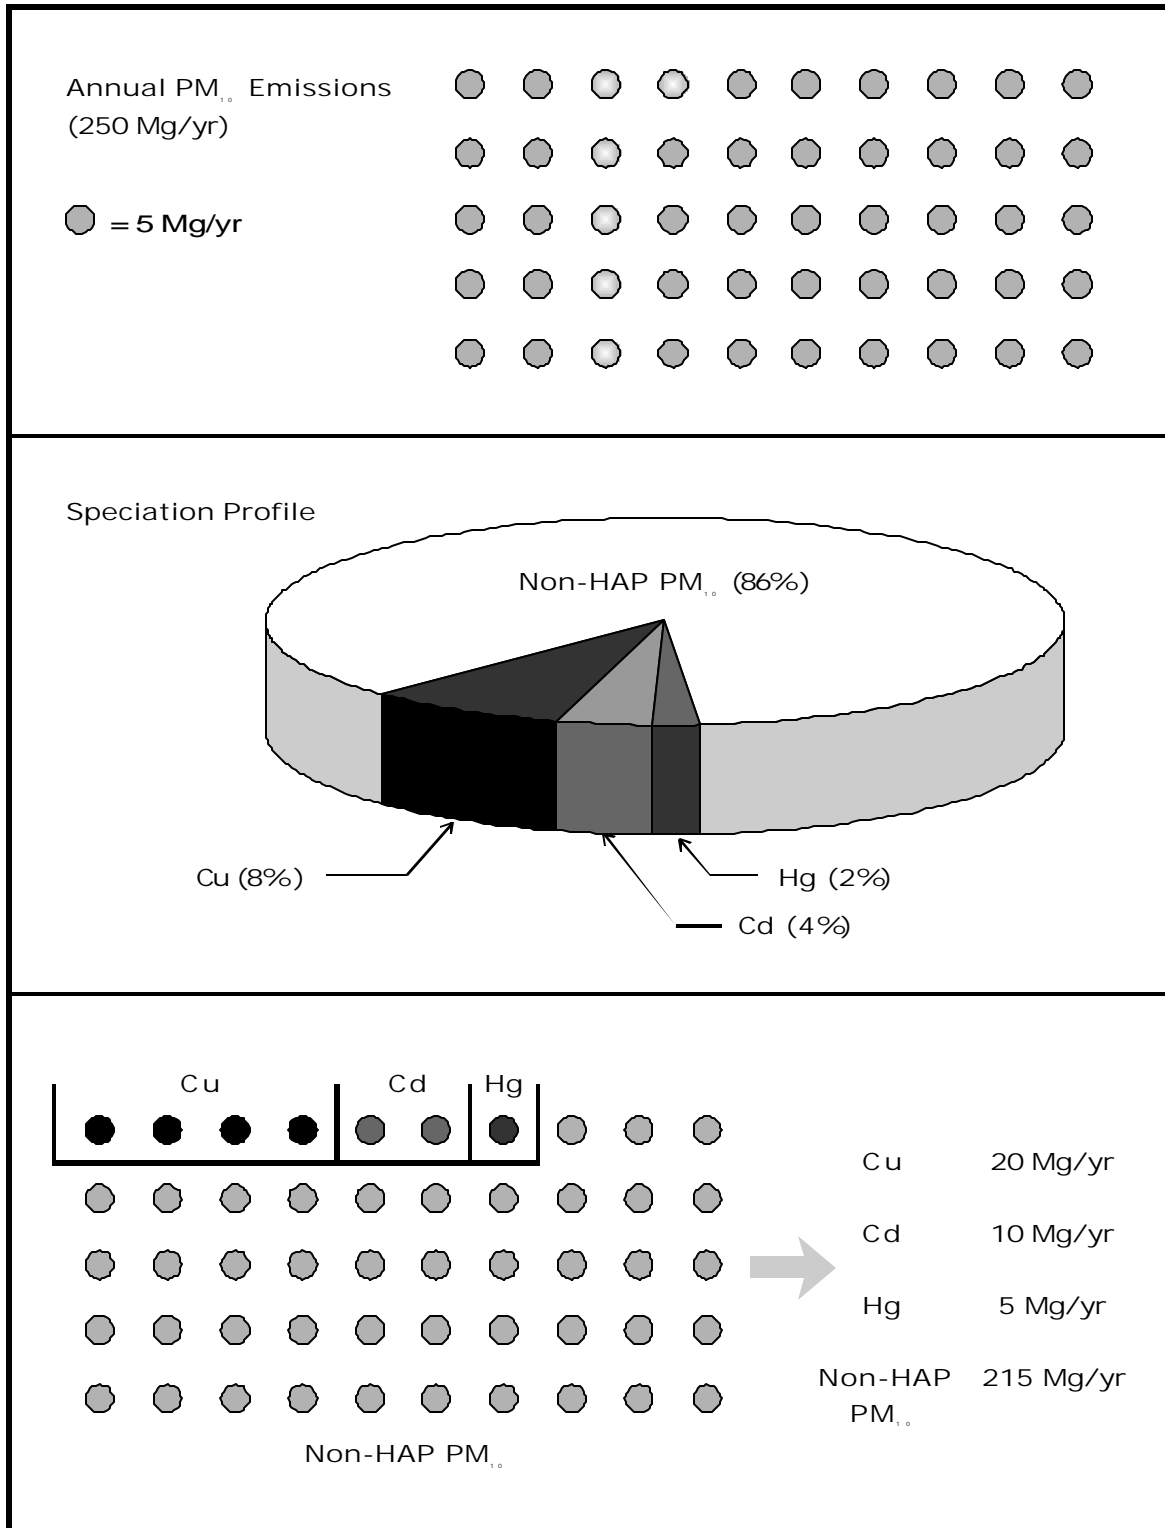 Annual PM₁₀ Emissions
(250 Mg/yr)
= 5 Mg/yr
Speciation Profile
Non-HAP PM₁₀ (86%)
Cu (8%)
Hg (2%)
Cd (4%)
Cu Cd Hg
Cu 20 Mg/yr
Cd 10 Mg/yr
Hg 5 Mg/yr
Non-HAP 215 Mg/yr
PM₁₀
Non-HAP PM₁₀